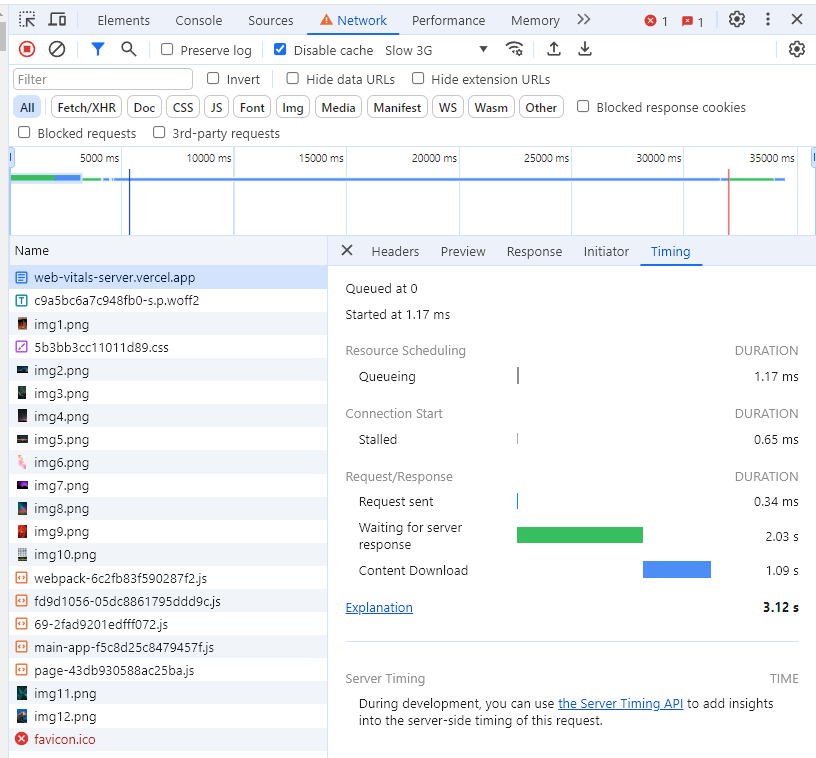 Elements Console Sources Network Performance Memory 1 1
Preserve log Disable cache Slow 3G
Filter Invert Hide data URLs Hide extension URLs
All Fetch/XHR Doc CSS JS Font Img Media Manifest WS Wasm Other Blocked response cookies
Blocked requests 3rd-party requests
5000 ms 10000 ms 15000 ms 20000 ms 25000 ms 30000 ms 35000 ms
Name
web-vitals-server.vercel.app
c9a5bc6a7c948fb0-s.p.woff2
img1.png
5b3bb3cc11011d89.css
img2.png
img3.png
img4.png
img5.png
img6.png
img7.png
img8.png
img9.png
img10.png
webpack-6c2fb83f590287f2.js
fd9d1056-05dc8861795ddd9c.js
69-2fad9201edfff072.js
main-app-f5c8d25c8479457f.js
page-43db930588ac25ba.js
img11.png
img12.png
favicon.ico
Headers Preview Response Initiator Timing
Queued at 0
Started at 1.17 ms
Resource Scheduling DURATION
Queueing 1.17 ms
Connection Start DURATION
Stalled 0.65 ms
Request/Response DURATION
Request sent 0.34 ms
Waiting for server
response 2.03 s
Content Download 1.09 s
Explanation 3.12 s
Server Timing TIME
During development, you can use the Server Timing API to add insights
into the server-side timing of this request.